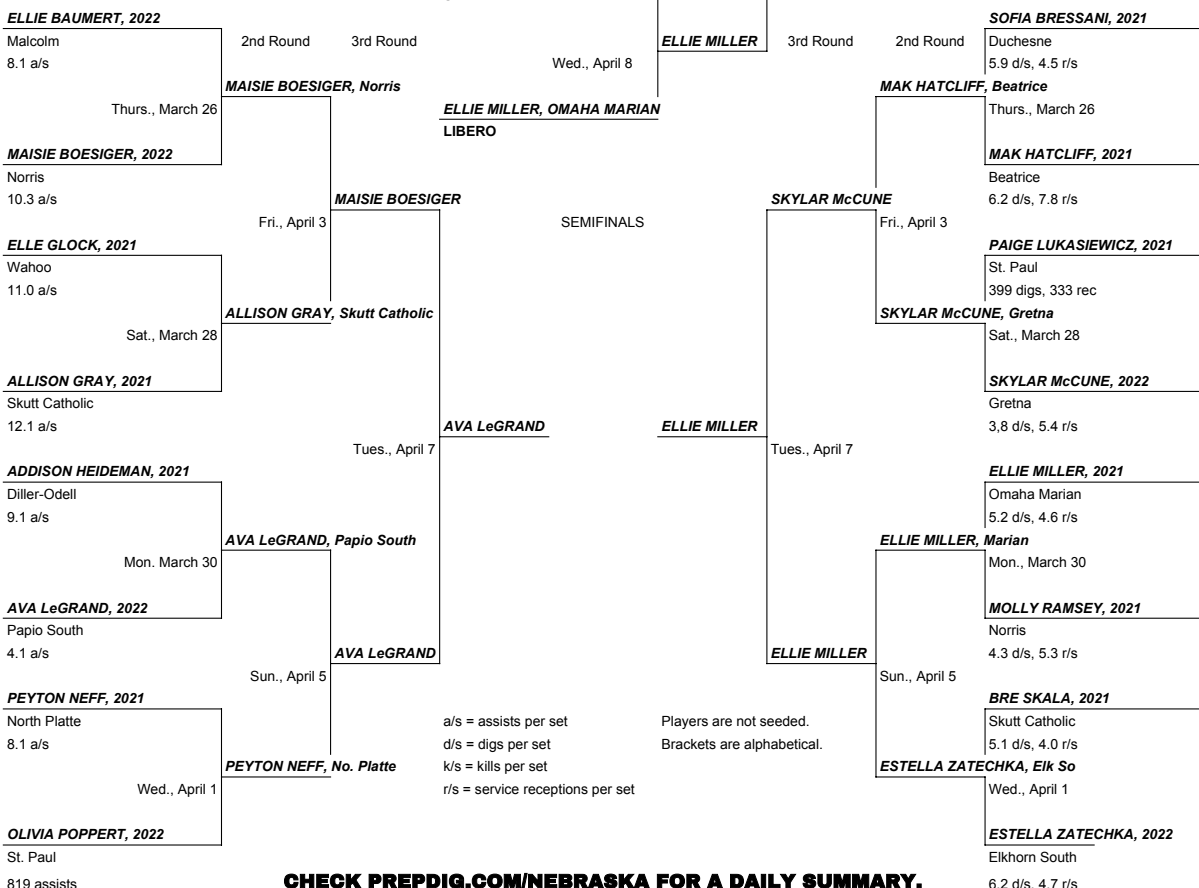 ELLIE BAUMERT, 2022
Malcolm
8.1 a/s
2nd Round
3rd Round
Thurs., March 26
MAISIE BOESIGER, Norris
MAISIE BOESIGER, 2022
Norris
10.3 a/s
Fri., April 3
MAISIE BOESIGER
ELLE GLOCK, 2021
Wahoo
11.0 a/s
ALLISON GRAY, Skutt Catholic
Sat., March 28
ALLISON GRAY, 2021
Skutt Catholic
12.1 a/s
AVA LeGRAND
Tues., April 7
ADDISON HEIDEMAN, 2021
Diller-Odell
9.1 a/s
AVA LeGRAND, Papio South
Mon. March 30
AVA LeGRAND, 2022
Papio South
4.1 a/s
AVA LeGRAND
Sun., April 5
PEYTON NEFF, 2021
North Platte
8.1 a/s
PEYTON NEFF, No. Platte
Wed., April 1
OLIVIA POPPERT, 2022
St. Paul
819 assists
ELLIE MILLER
Wed., April 8
ELLIE MILLER, OMAHA MARIAN
LIBERO
SEMIFINALS
a/s = assists per set
d/s = digs per set
k/s = kills per set
r/s = service receptions per set
Players are not seeded.
Brackets are alphabetical.
3rd Round
2nd Round
SOFIA BRESSANI, 2021
Duchesne
5.9 d/s, 4.5 r/s
MAK HATCLIFF, Beatrice
Thurs., March 26
MAK HATCLIFF, 2021
Beatrice
6.2 d/s, 7.8 r/s
SKYLAR McCUNE
Fri., April 3
PAIGE LUKASIEWICZ, 2021
St. Paul
399 digs, 333 rec
SKYLAR McCUNE, Gretna
Sat., March 28
SKYLAR McCUNE, 2022
Gretna
3,8 d/s, 5.4 r/s
ELLIE MILLER
Tues., April 7
ELLIE MILLER, 2021
Omaha Marian
5.2 d/s, 4.6 r/s
ELLIE MILLER, Marian
Mon., March 30
MOLLY RAMSEY, 2021
Norris
4.3 d/s, 5.3 r/s
ELLIE MILLER
Sun., April 5
BRE SKALA, 2021
Skutt Catholic
5.1 d/s, 4.0 r/s
ESTELLA ZATECHKA, Elk So
Wed., April 1
ESTELLA ZATECHKA, 2022
Elkhorn South
6.2 d/s, 4.7 r/s
CHECK PREPDIG.COM/NEBRASKA FOR A DAILY SUMMARY.